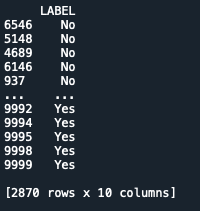 LABEL
6546 No
5148 No
4689 No
6146 No
937 No
... ...
9992 Yes
9994 Yes
9995 Yes
9998 Yes
9999 Yes
[2870 rows x 10 columns]